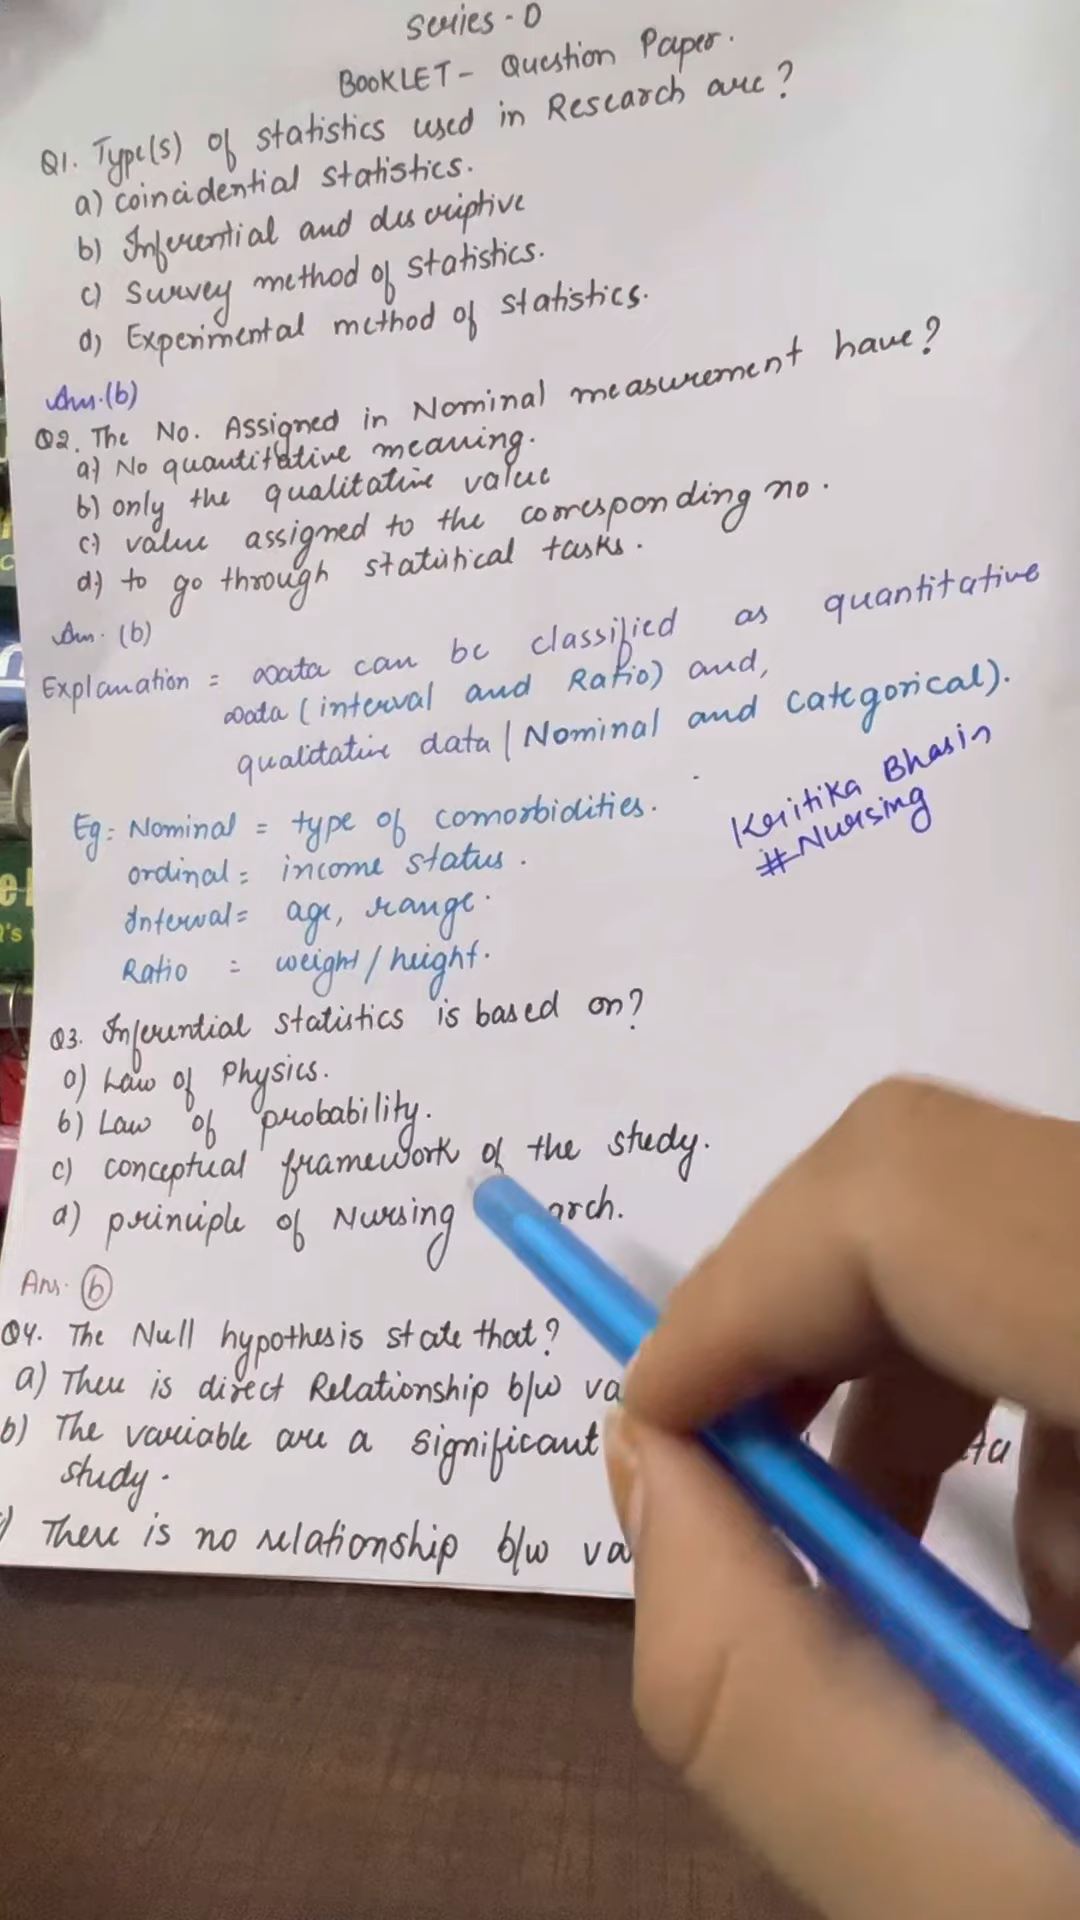 Series - D
BOOKLET - Question Paper.
Q1. Type(s) of statistics used in Research are?
a) coincidential statistics.
b) Inferential and descriptive
c) Survey method of statistics.
d) Experimental method of statistics.
Ans. (b)
Q2. The No. Assigned in Nominal measurement have?
a) No quantitative meaning.
b) only the qualitative value
c) value assigned to the corresponding no.
d) to go through statistical tasks.
Ans. (b)
Explanation = Data can be classified as quantitative
Data (interval and Ratio) and,
qualitative data (Nominal and Categorical).
Kritika Bhasin
#Nursing
Eg: Nominal = type of comorbidities.
ordinal = income status.
Interval = age, range.
Ratio = weight/height.
Q3. Inferential statistics is based on?
a) Law of Physics.
b) Law of probability.
c) conceptual framework of the study.
d) principle of Nursing arch.
Ans. (b)
Q4. The Null hypothesis state that?
a) There is direct Relationship b/w va
b) The variable are a significant
study.
) There is no relationship b/w va